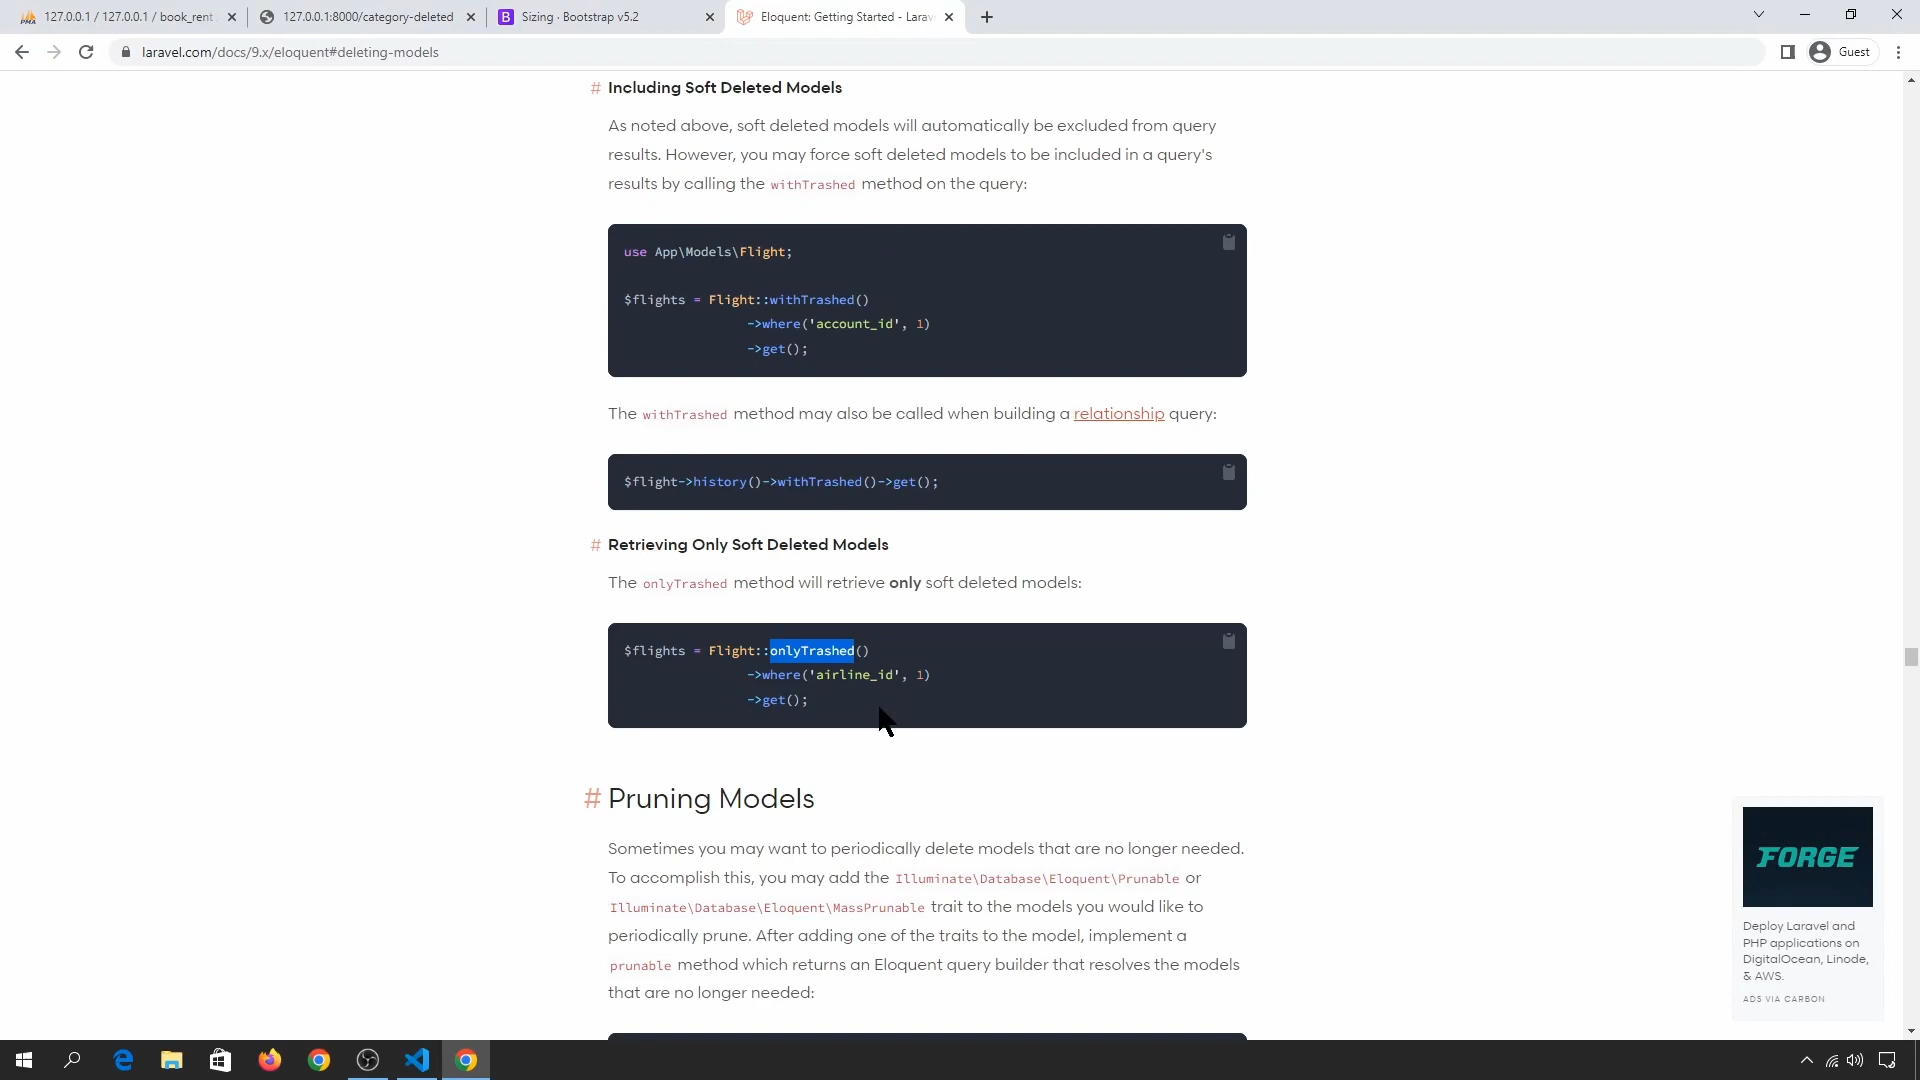 127.0.0.1 / 127.0.0.1 / book_rent
127.0.0.1:8000/category-deleted
Sizing · Bootstrap v5.2
Eloquent: Getting Started - Larav
laravel.com/docs/9.x/eloquent#deleting-models
Guest
# Including Soft Deleted Models
As noted above, soft deleted models will automatically be excluded from query
results. However, you may force soft deleted models to be included in a query's
results by calling the withTrashed method on the query:
use App\Models\Flight;
$flights = Flight::withTrashed()
->where('account_id', 1)
->get();
The withTrashed method may also be called when building a relationship query:
$flight->history()->withTrashed()->get();
# Retrieving Only Soft Deleted Models
The onlyTrashed method will retrieve only soft deleted models:
$flights = Flight::onlyTrashed()
->where('airline_id', 1)
->get();
# Pruning Models
Sometimes you may want to periodically delete models that are no longer needed.
To accomplish this, you may add the Illuminate\Database\Eloquent\Prunable or
Illuminate\Database\Eloquent\MassPrunable trait to the models you would like to
periodically prune. After adding one of the traits to the model, implement a
prunable method which returns an Eloquent query builder that resolves the models
that are no longer needed:
FORGE
Deploy Laravel and
PHP applications on
DigitalOcean, Linode,
& AWS.
ADS VIA CARBON